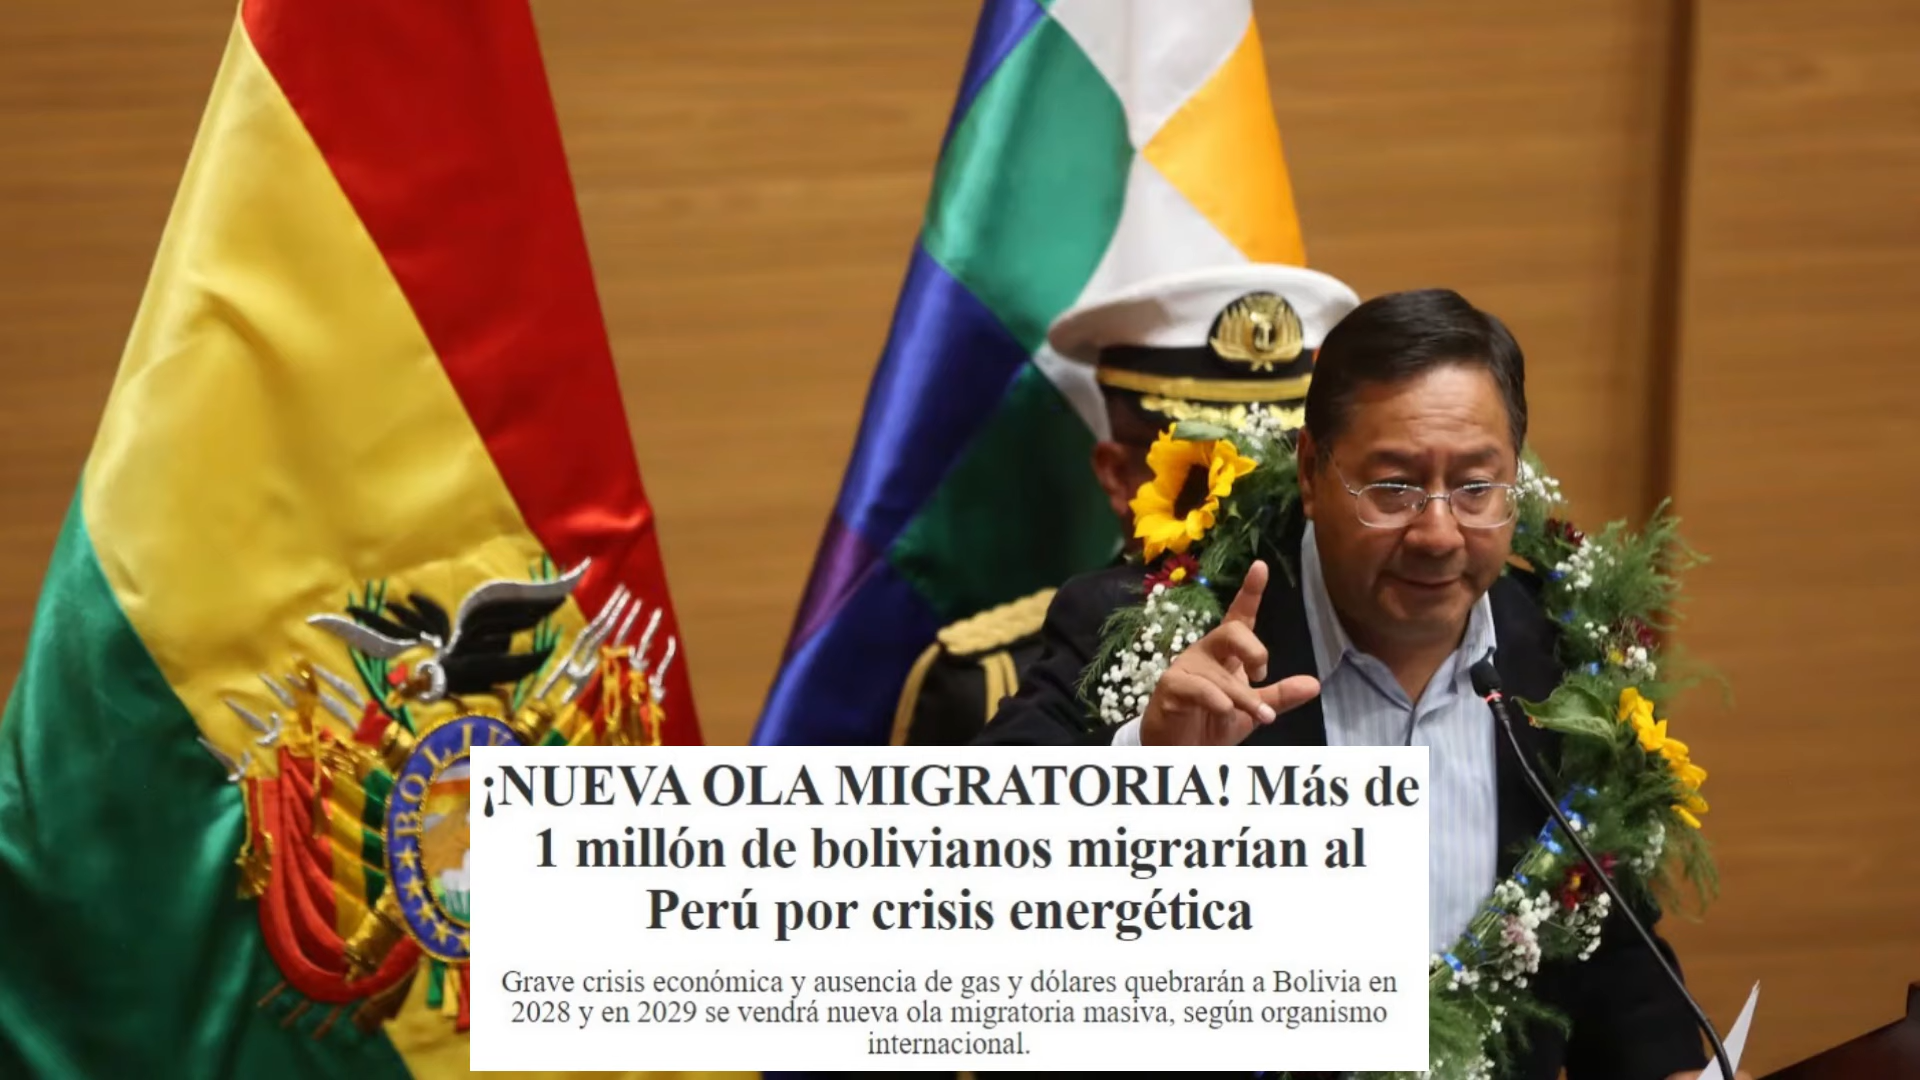 BOLIV
¡NUEVA OLA MIGRATORIA! Más de
1 millón de bolivianos migrarían al
Perú por crisis energética
Grave crisis económica y ausencia de gas y dólares quebrarán a Bolivia en
2028 y en 2029 se vendrá nueva ola migratoria masiva, según organismo
internacional.